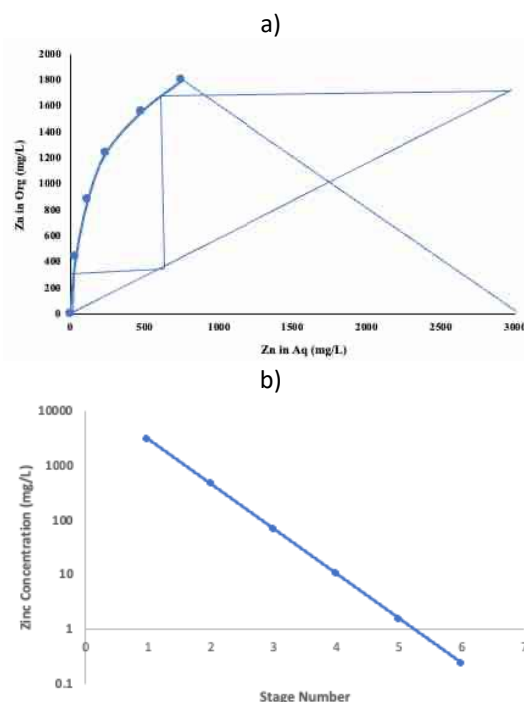 a)
2000
1800
1600
1400
1200
1000
800
600
400
200
0
Zn in Org (mg/L)
0 500 1000 1500 2000 2500 3000
Zn in Aq (mg/L)
b)
10000
1000
100
10
1
0.1
Zinc Concentration (mg/L)
0 1 2 3 4 5 6 7
Stage Number